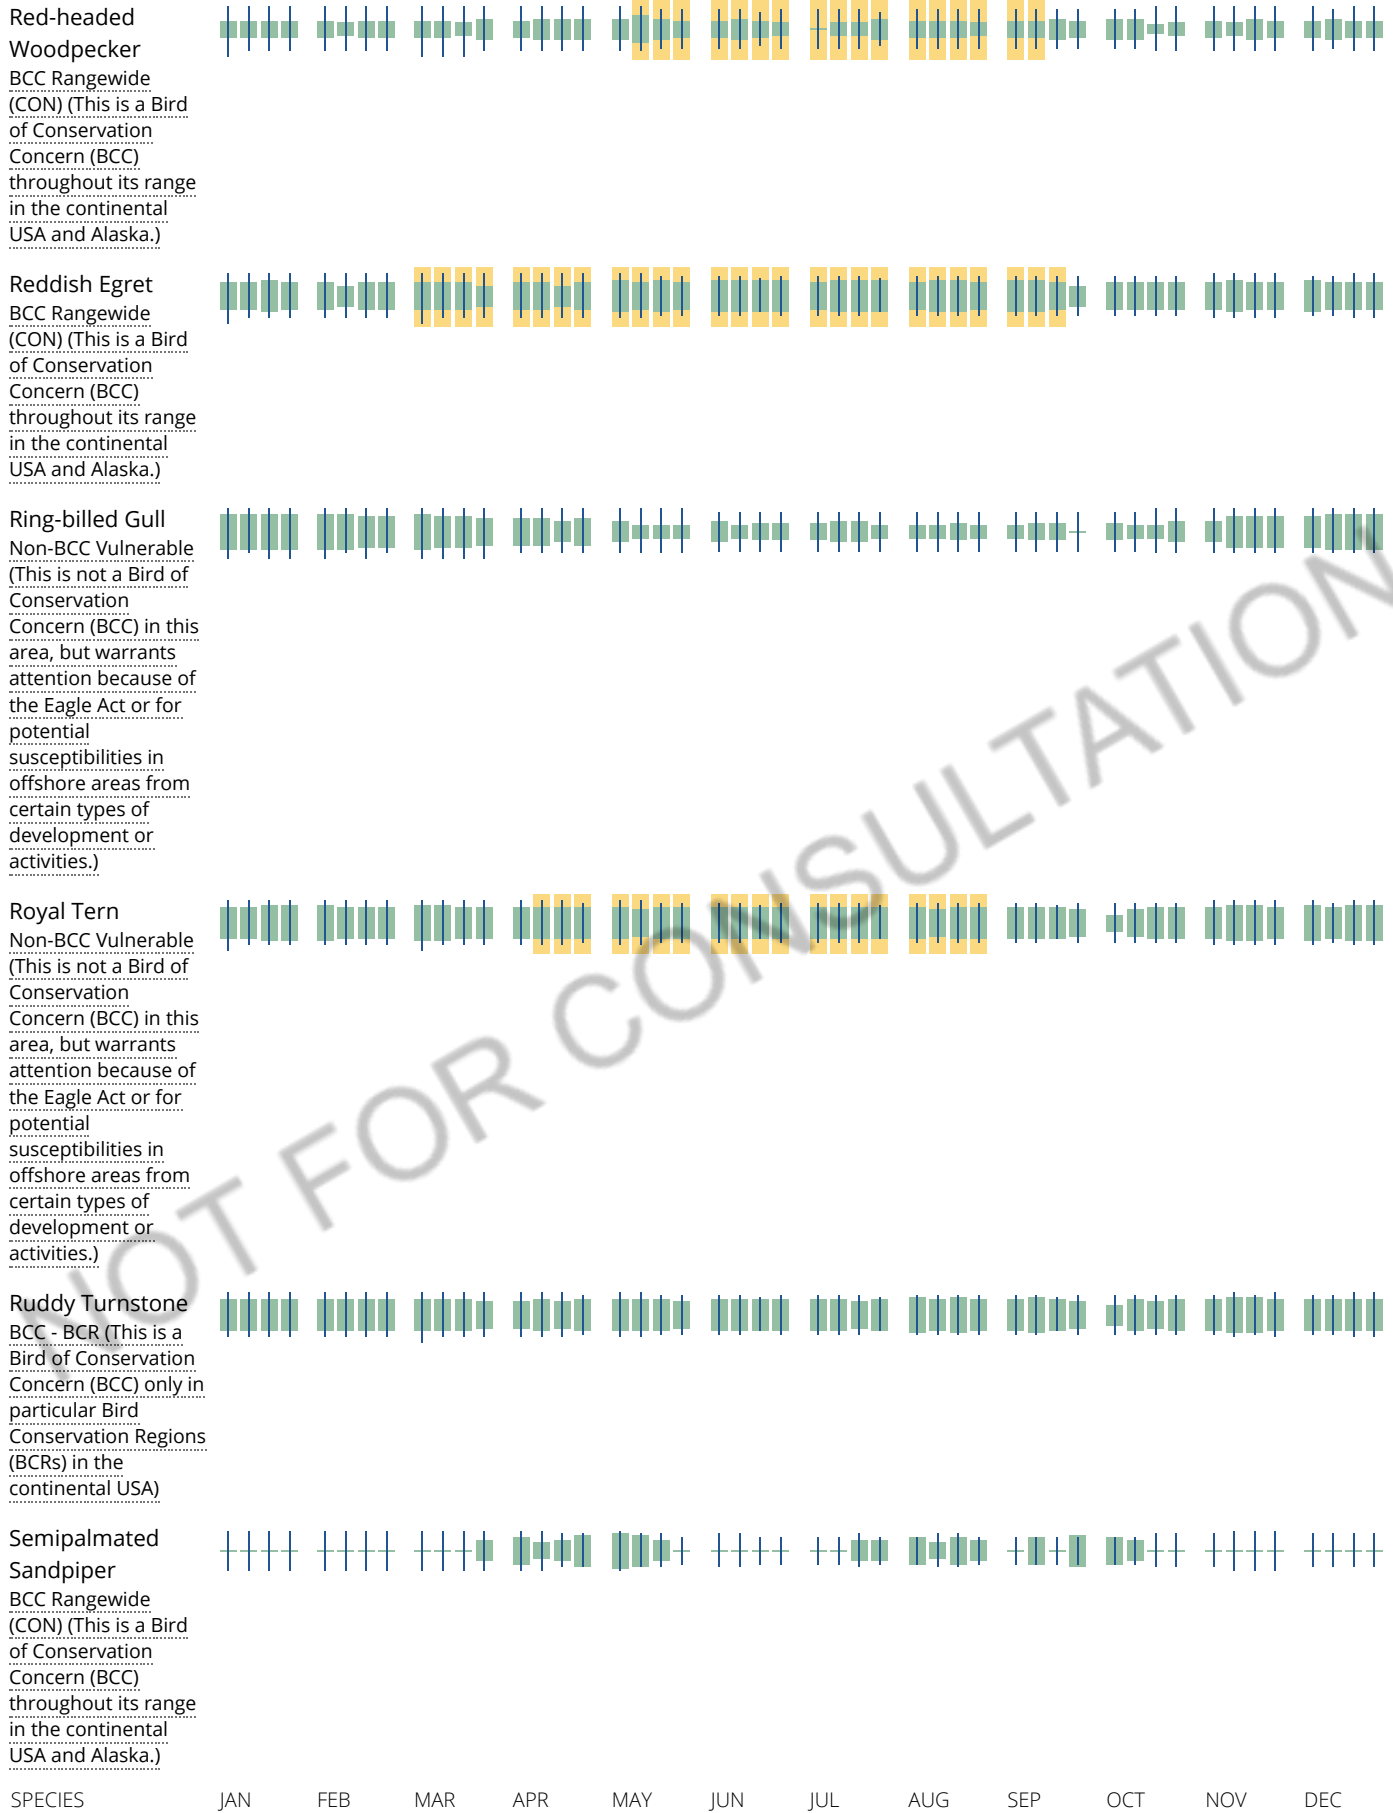 Red-headed
Woodpecker
BCC Rangewide
(CON) (This is a Bird
of Conservation
Concern (BCC)
throughout its range
in the continental
USA and Alaska.)
Reddish Egret
BCC Rangewide
(CON) (This is a Bird
of Conservation
Concern (BCC)
throughout its range
in the continental
USA and Alaska.)
Ring-billed Gull
Non-BCC Vulnerable
(This is not a Bird of
Conservation
Concern (BCC) in this
area, but warrants
attention because of
the Eagle Act or for
potential
susceptibilities in
offshore areas from
certain types of
development or
activities.)
Royal Tern
Non-BCC Vulnerable
(This is not a Bird of
Conservation
Concern (BCC) in this
area, but warrants
attention because of
the Eagle Act or for
potential
susceptibilities in
offshore areas from
certain types of
development or
activities.)
Ruddy Turnstone
BCC - BCR (This is a
Bird of Conservation
Concern (BCC) only in
particular Bird
Conservation Regions
(BCRs) in the
continental USA)
Semipalmated
Sandpiper
BCC Rangewide
(CON) (This is a Bird
of Conservation
Concern (BCC)
throughout its range
in the continental
USA and Alaska.)
SPECIES JAN FEB MAR APR MAY JUN JUL AUG SEP OCT NOV DEC
NOT FOR CONSULTATION